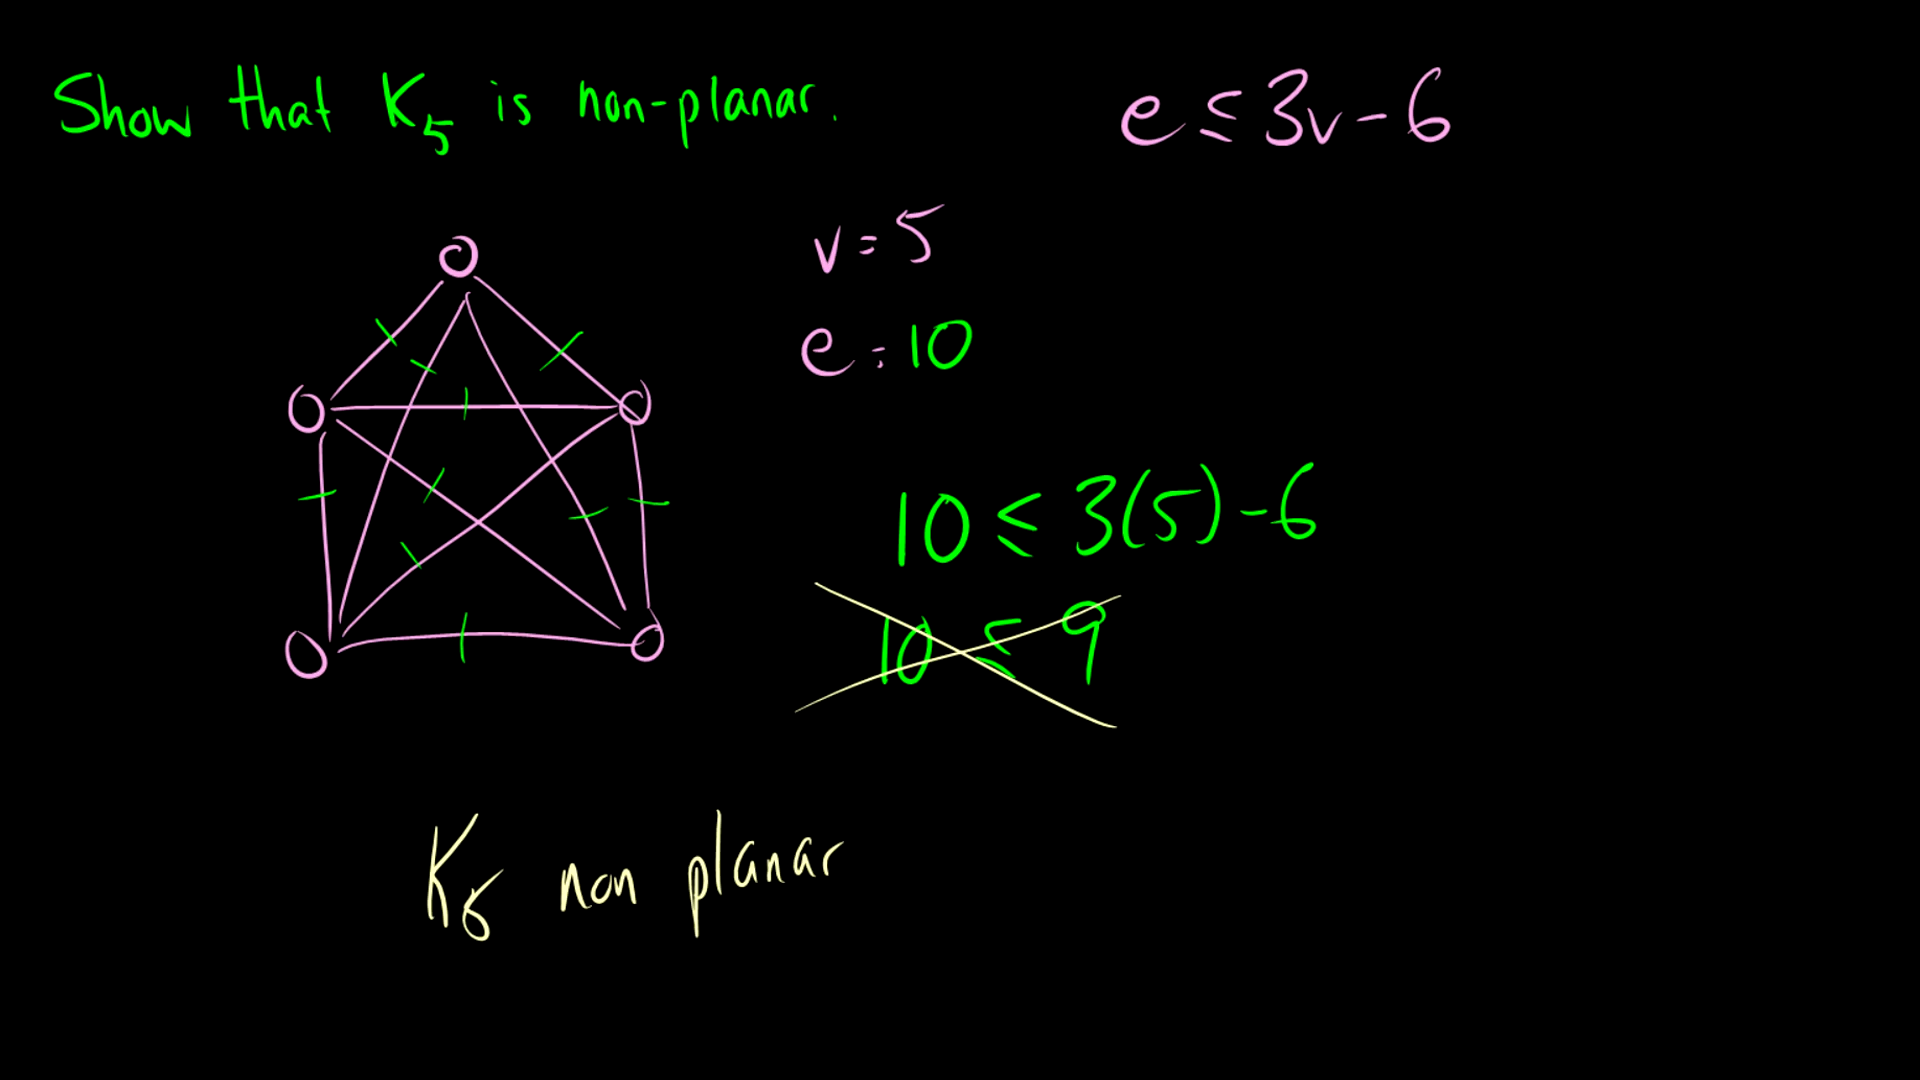 Show that K₅ is non-planar.
e ≤ 3v - 6
v = 5
e = 10
10 ≤ 3(5) - 6
10 ≤ 9
K₅ non planar